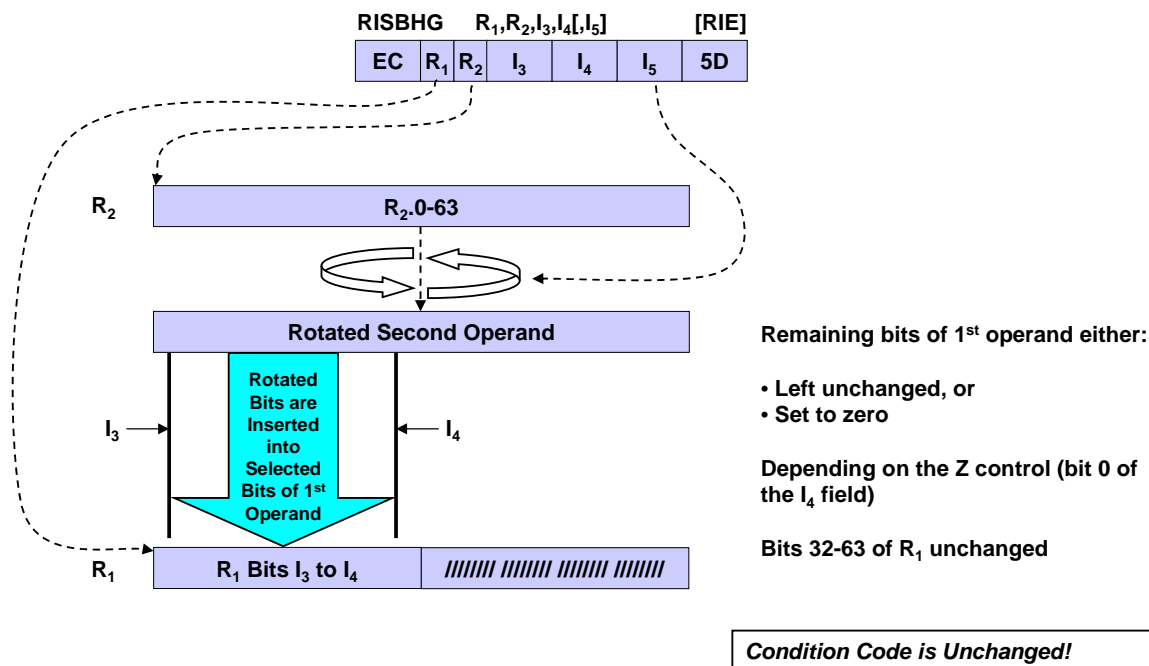 RISBHG R₁,R₂,I₃,I₄[,I₅] [RIE]
EC R₁ R₂ I₃ I₄ I₅ 5D
R₂
R₂.0-63
Rotated Second Operand
Rotated
Bits are
Inserted
into
Selected
Bits of 1st
Operand
I₃
I₄
R₁
R₁ Bits I₃ to I₄
//////// //////// //////// ////////
Remaining bits of 1st operand either:
• Left unchanged, or
• Set to zero
Depending on the Z control (bit 0 of
the I₄ field)
Bits 32-63 of R₁ unchanged
Condition Code is Unchanged!